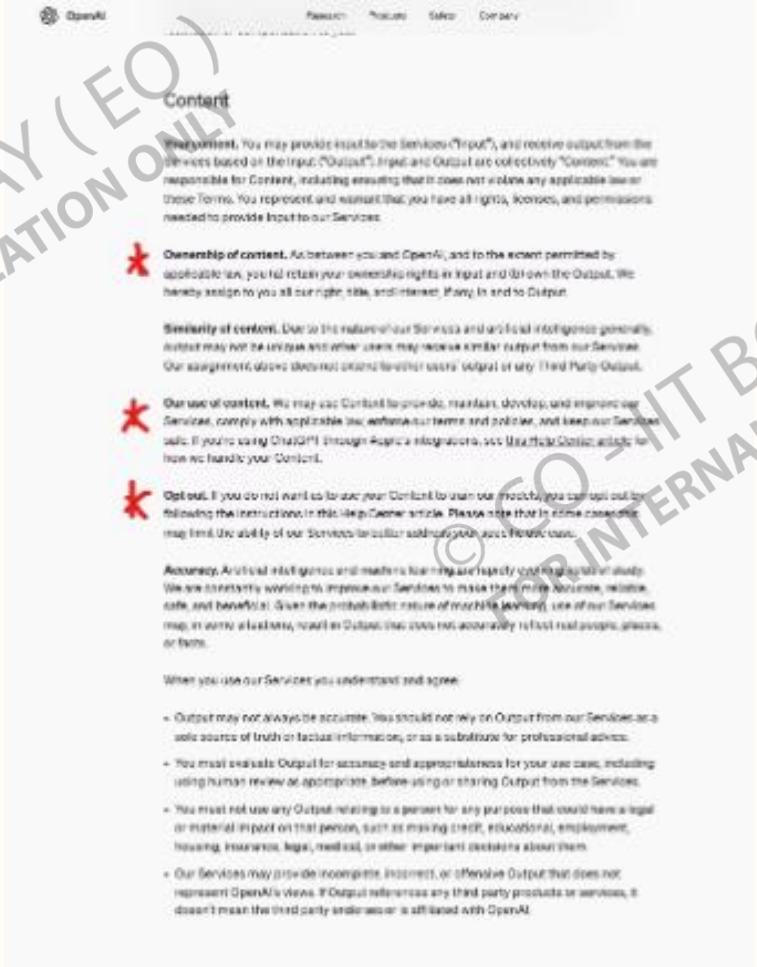 OpenAI
Research Products Safety Company
Content
Your content. You may provide input to the Services ("Input"), and receive output from the
Services based on the Input ("Output"). Input and Output are collectively "Content." You are
responsible for Content, including ensuring that it does not violate any applicable law or
these Terms. You represent and warrant that you have all rights, licenses, and permissions
needed to provide Input to our Services.
Ownership of content. As between you and OpenAI, and to the extent permitted by
applicable law, you (a) retain your ownership rights in Input and (b) own the Output. We
hereby assign to you all our right, title, and interest, if any, in and to Output.
Similarity of content. Due to the nature of our Services and artificial intelligence generally,
output may not be unique and other users may receive similar output from our Services.
Our assignment above does not extend to other users' output or any Third Party Output.
Our use of content. We may use Content to provide, maintain, develop, and improve our
Services, comply with applicable law, enforce our terms and policies, and keep our Services
safe. If you're using ChatGPT through Apple's integrations, see this Help Center article for
how we handle your Content.
Opt out. If you do not want us to use your Content to train our models, you can opt out by
following the instructions in this Help Center article. Please note that in some cases this
may limit the ability of our Services to better address your specific use case.
Accuracy. Artificial intelligence and machine learning are rapidly evolving fields of study.
We are constantly working to improve our Services to make them more accurate, reliable,
safe, and beneficial. Given the probabilistic nature of machine learning, use of our Services
may, in some situations, result in Output that does not accurately reflect real people, places,
or facts.
When you use our Services you understand and agree:
• Output may not always be accurate. You should not rely on Output from our Services as a
sole source of truth or factual information, or as a substitute for professional advice.
• You must evaluate Output for accuracy and appropriateness for your use case, including
using human review as appropriate, before using or sharing Output from the Services.
• You must not use any Output relating to a person for any purpose that could have a legal
or material impact on that person, such as making credit, educational, employment,
housing, insurance, legal, medical, or other important decisions about them.
• Our Services may provide incomplete, incorrect, or offensive Output that does not
represent OpenAI's views. If Output references any third party products or services, it
doesn't mean the third party endorses or is affiliated with OpenAI.
AY (EO)
ATION ONLY
© CO - IIT BO
FOR INTERNA